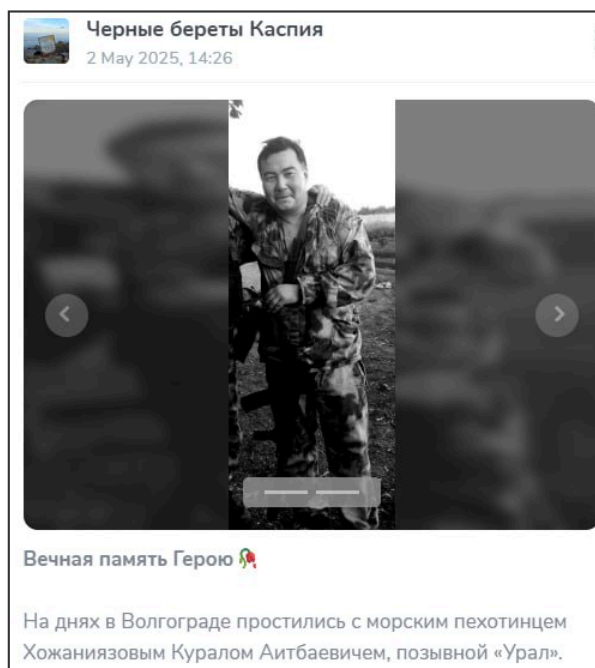 Черные береты Каспия
2 May 2025, 14:26
Вечная память Герою 🥀
На днях в Волгограде простились с морским пехотинцем
Хожаниязовым Куралом Аитбаевичем, позывной «Урал».